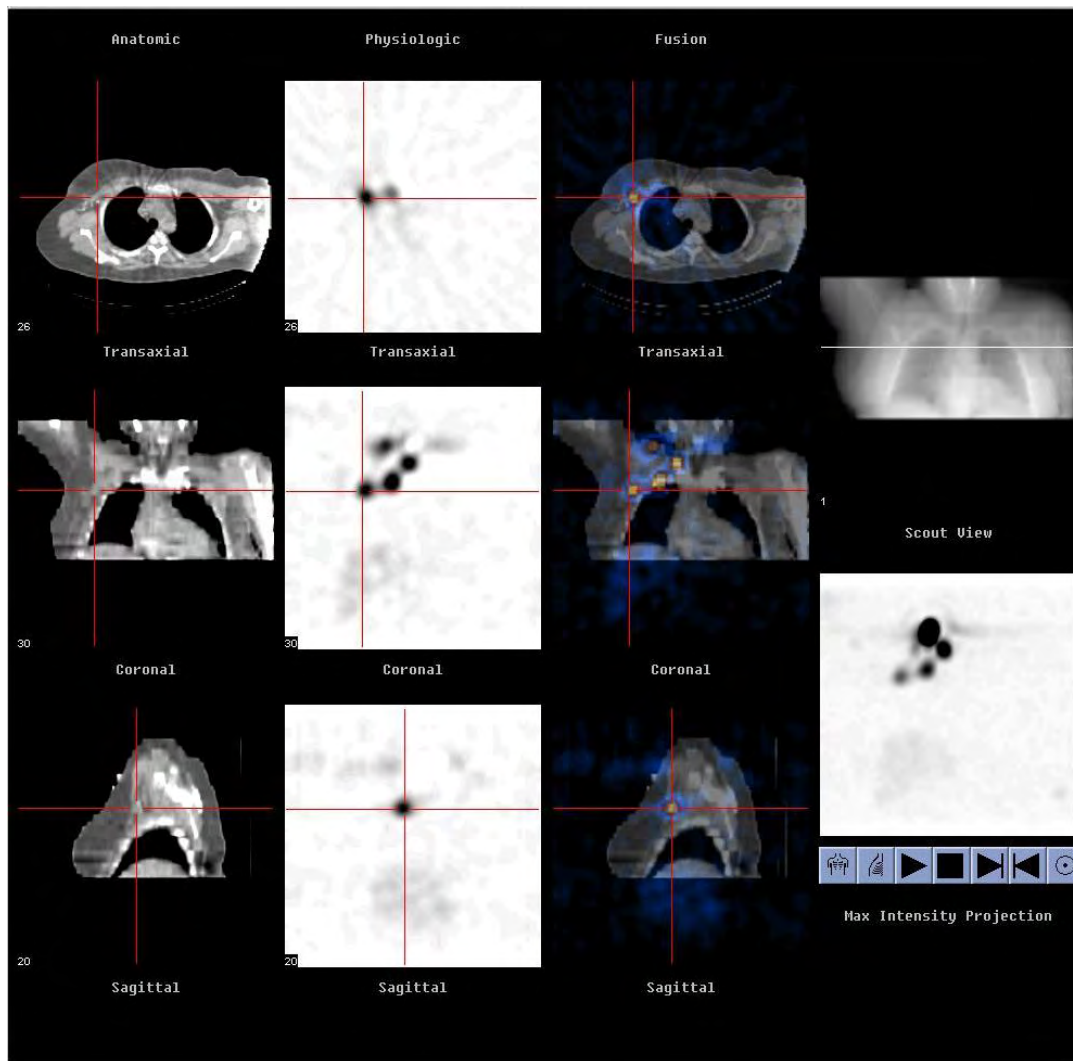 Anatomic Physiologic Fusion
26 26
Transaxial Transaxial Transaxial
1
Scout View
30 30
Coronal Coronal Coronal
Max Intensity Projection
20 20
Sagittal Sagittal Sagittal